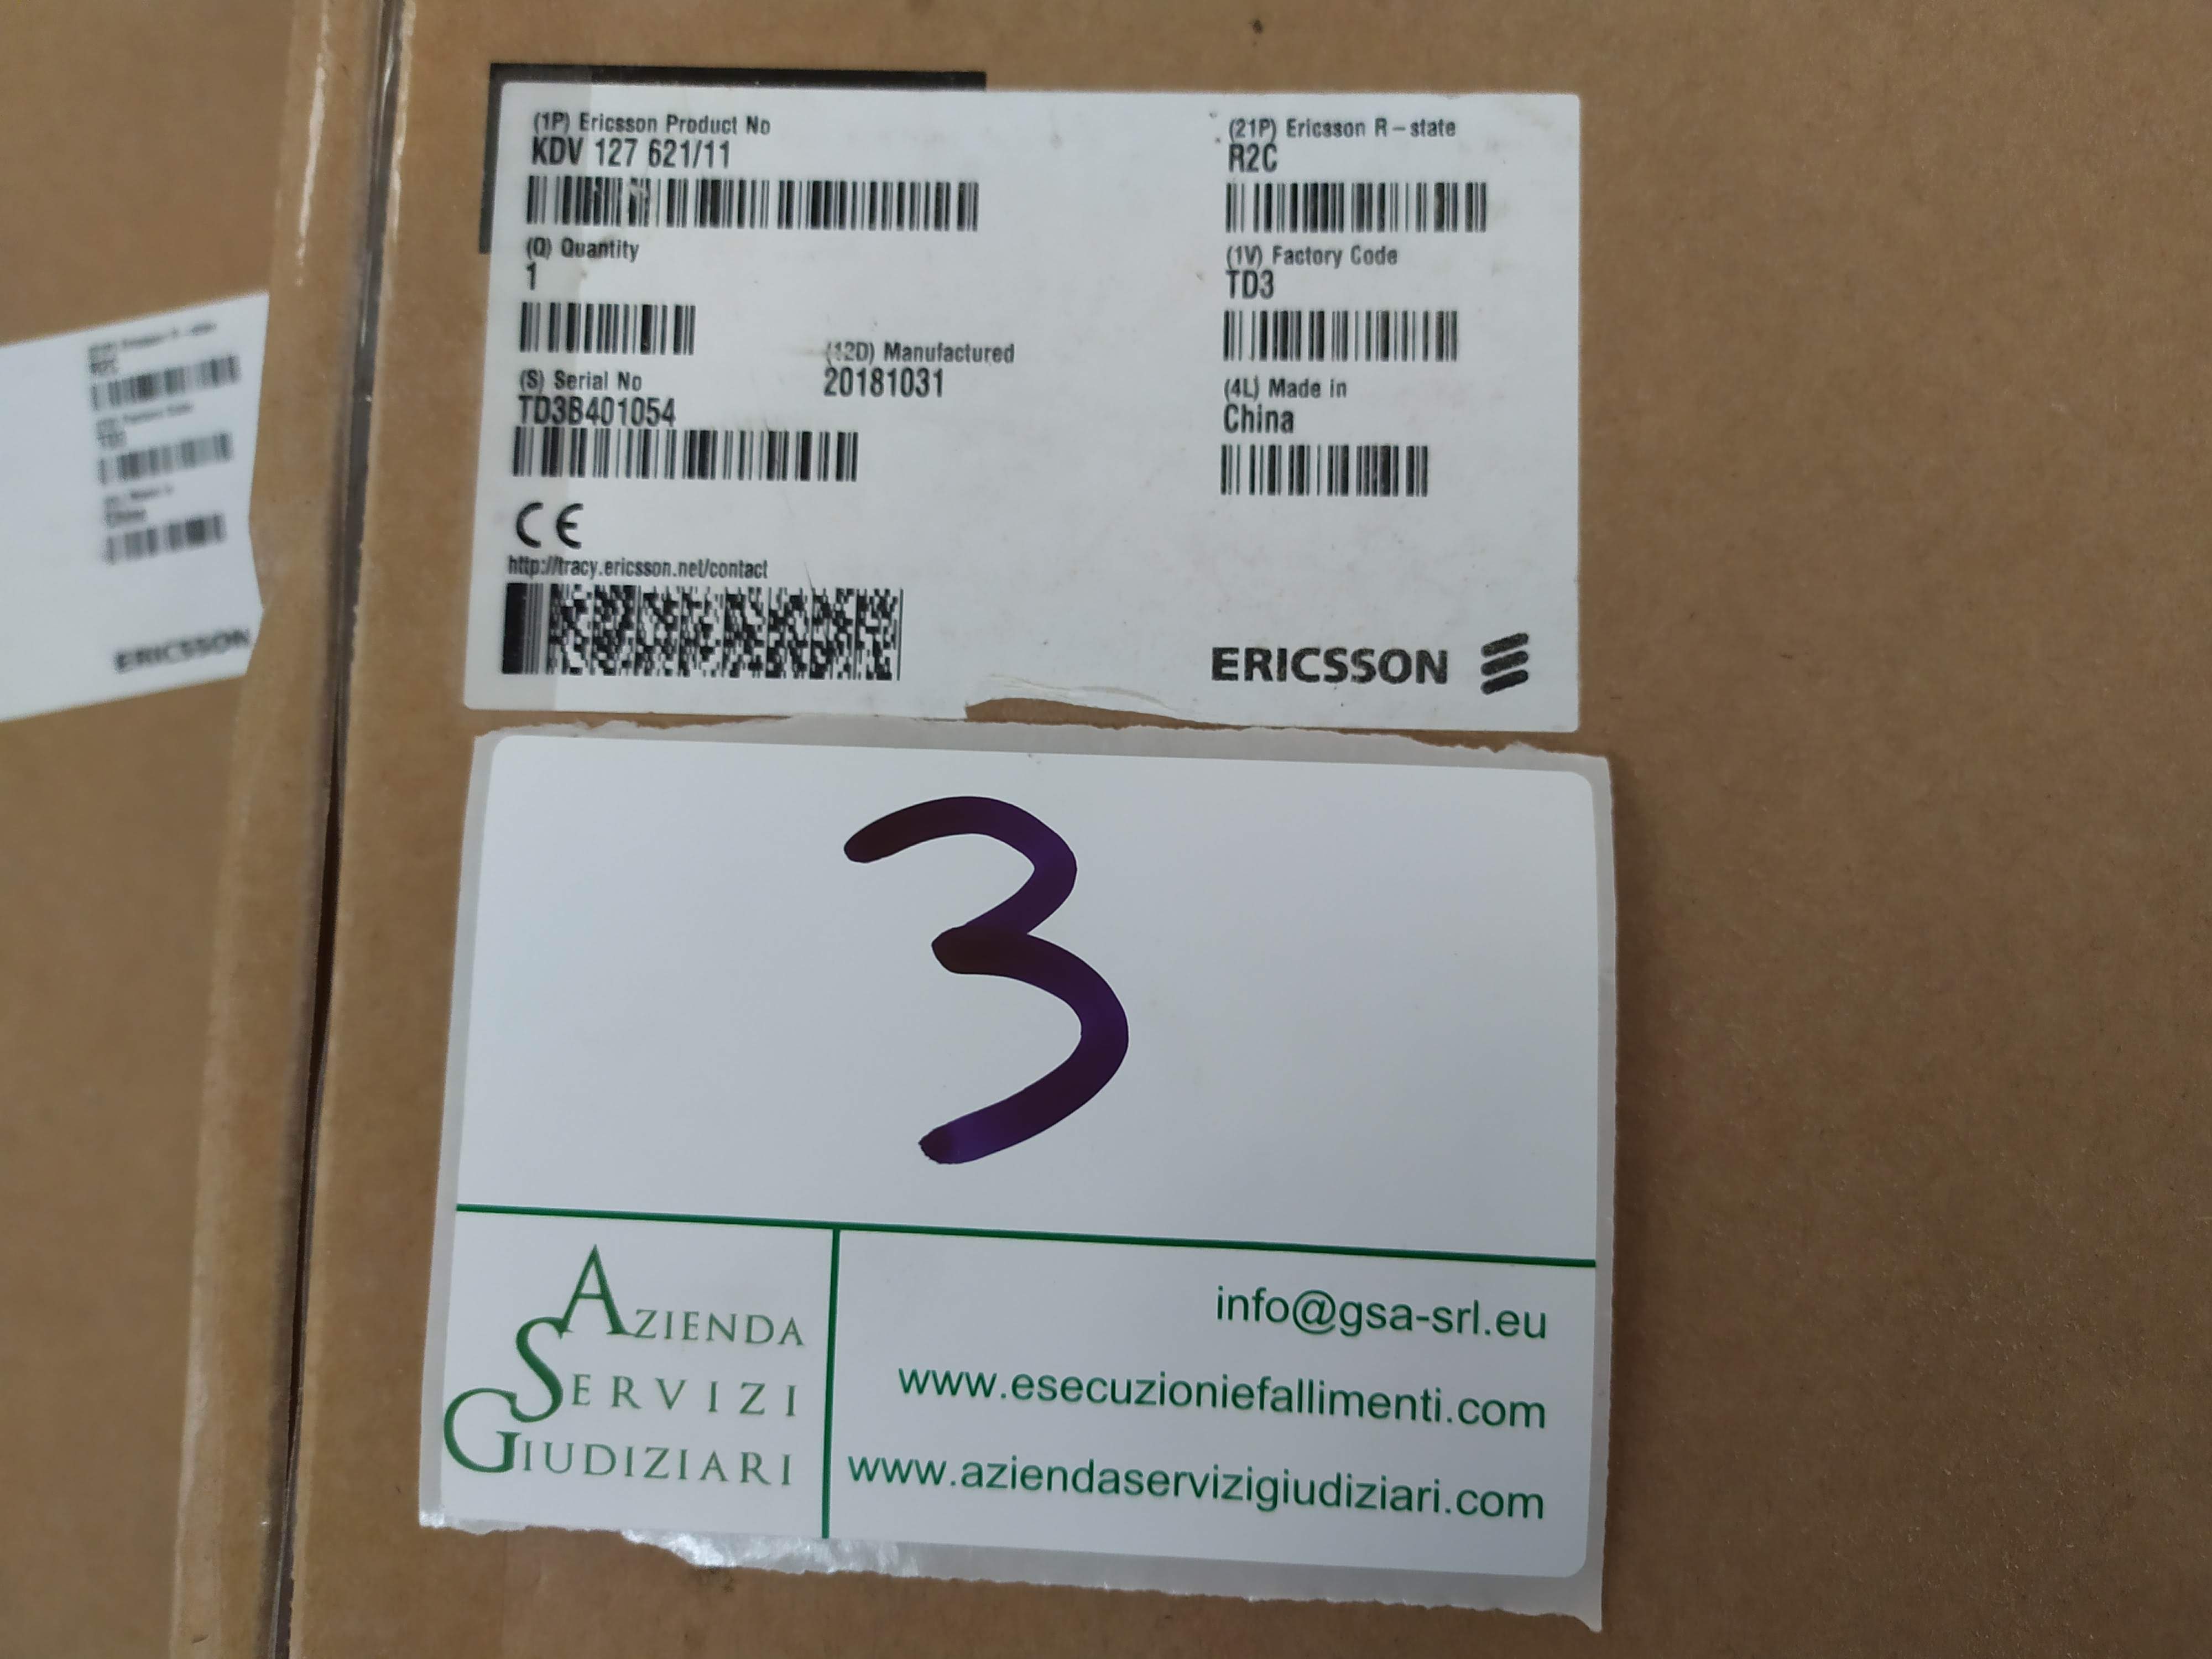 (1P) Ericsson Product No
KDV 127 621/11
(Q) Quantity
1
(12D) Manufactured
20181031
(S) Serial No
TD3B401054
(21P) Ericsson R-state
R2C
(1V) Factory Code
TD3
(4L) Made in
China
CE
http://tracy.ericsson.net/contact
ERICSSON
ERICSSON
3
AZIENDA
SERVIZI
GIUDIZIARI
info@gsa-srl.eu
www.esecuzioniefallimenti.com
www.aziendaservizigiudiziari.com